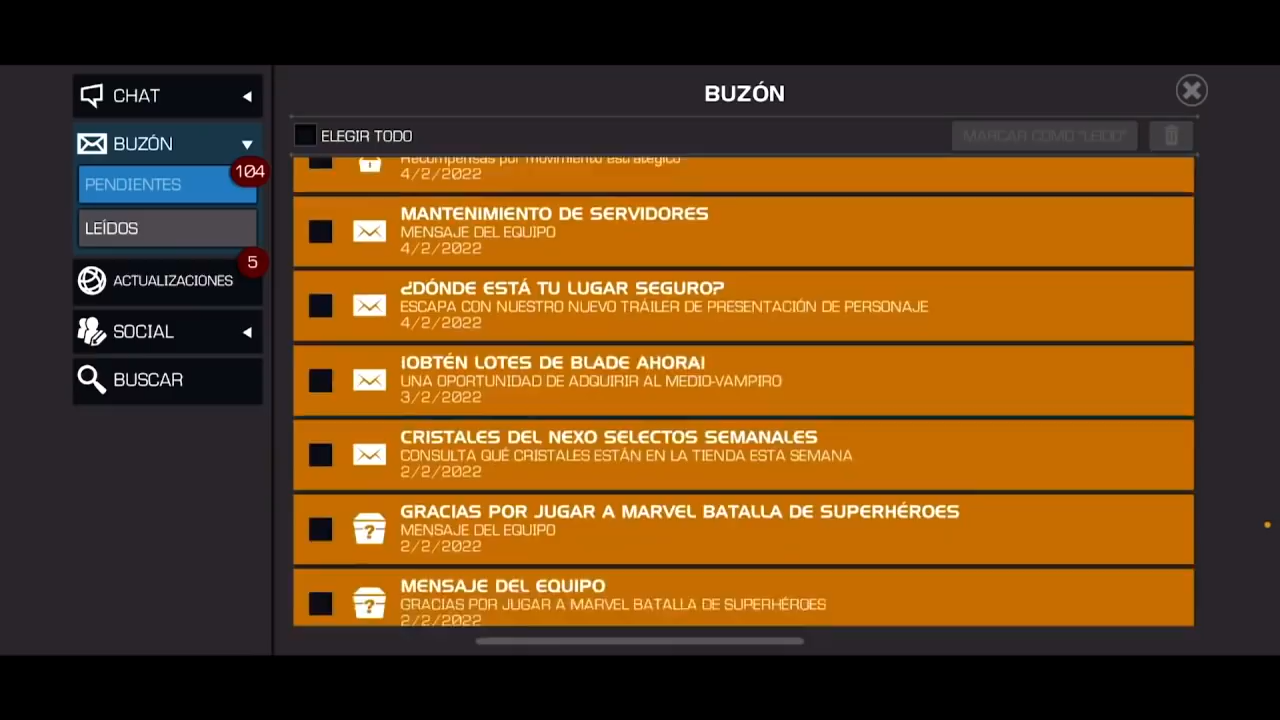 CHAT
BUZÓN
PENDIENTES
104
LEÍDOS
5
ACTUALIZACIONES
SOCIAL
BUSCAR
BUZÓN
ELEGIR TODO
MARCAR COMO "LEÍDO"
Recompensas por movimiento estratégico
4/2/2022
MANTENIMIENTO DE SERVIDORES
MENSAJE DEL EQUIPO
4/2/2022
¿DÓNDE ESTÁ TU LUGAR SEGURO?
ESCAPA CON NUESTRO NUEVO TRÁILER DE PRESENTACIÓN DE PERSONAJE
4/2/2022
¡OBTÉN LOTES DE BLADE AHORA!
UNA OPORTUNIDAD DE ADQUIRIR AL MEDIO-VAMPIRO
3/2/2022
CRISTALES DEL NEXO SELECTOS SEMANALES
CONSULTA QUÉ CRISTALES ESTÁN EN LA TIENDA ESTA SEMANA
2/2/2022
GRACIAS POR JUGAR A MARVEL BATALLA DE SUPERHÉROES
MENSAJE DEL EQUIPO
2/2/2022
MENSAJE DEL EQUIPO
GRACIAS POR JUGAR A MARVEL BATALLA DE SUPERHÉROES
2/2/2022